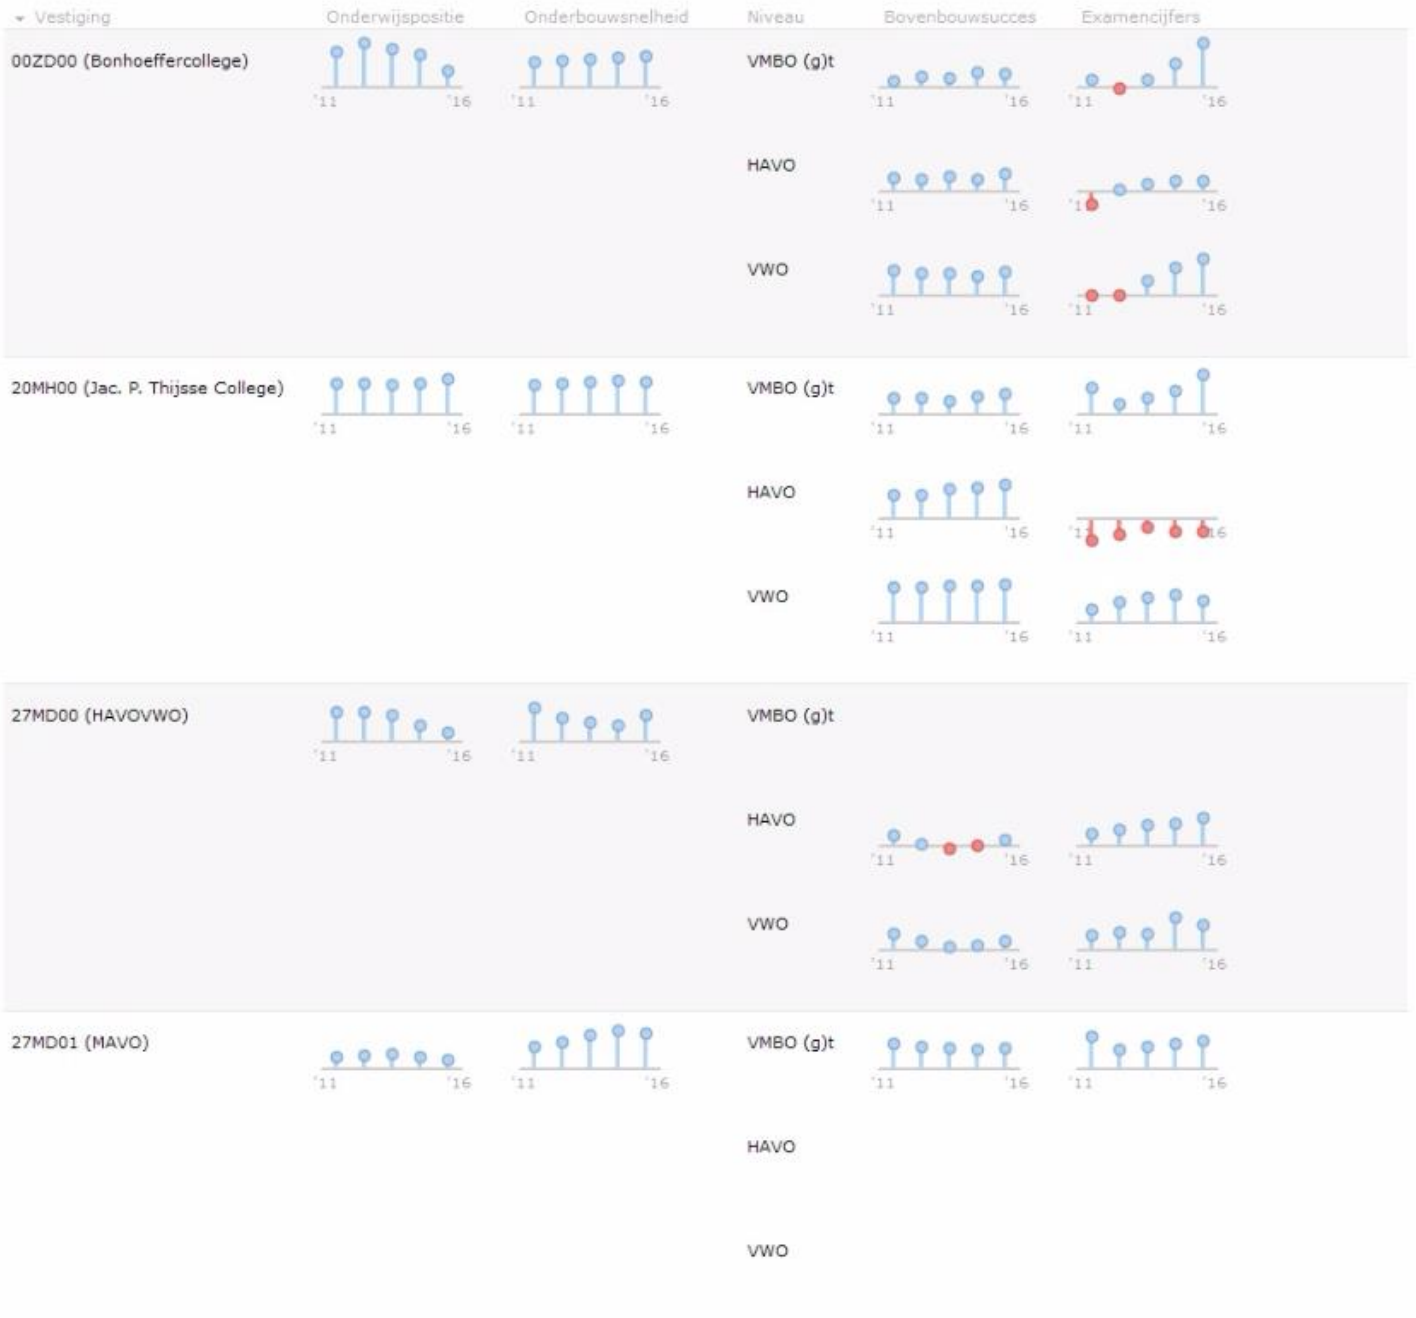 Vestiging Onderwijspositie Onderbouwsnelheid Niveau Bovenbouwsucces Examencijfers
00ZD00 (Bonhoeffercollege) VMBO (g)t
'11 '16 '11 '16 '11 '16 '11 '16
HAVO
'11 '16 '1 '16
VWO
'11 '16 '11 '16
20MH00 (Jac. P. Thijsse College) VMBO (g)t
'11 '16 '11 '16 '11 '16 '11 '16
HAVO
'11 '16 '11 '16
VWO
'11 '16 '11 '16
27MD00 (HAVOVWO) VMBO (g)t
'11 '16 '11 '16
HAVO
'11 '16 '11 '16
VWO
'11 '16 '11 '16
27MD01 (MAVO) VMBO (g)t
'11 '16 '11 '16 '11 '16 '11 '16
HAVO
VWO